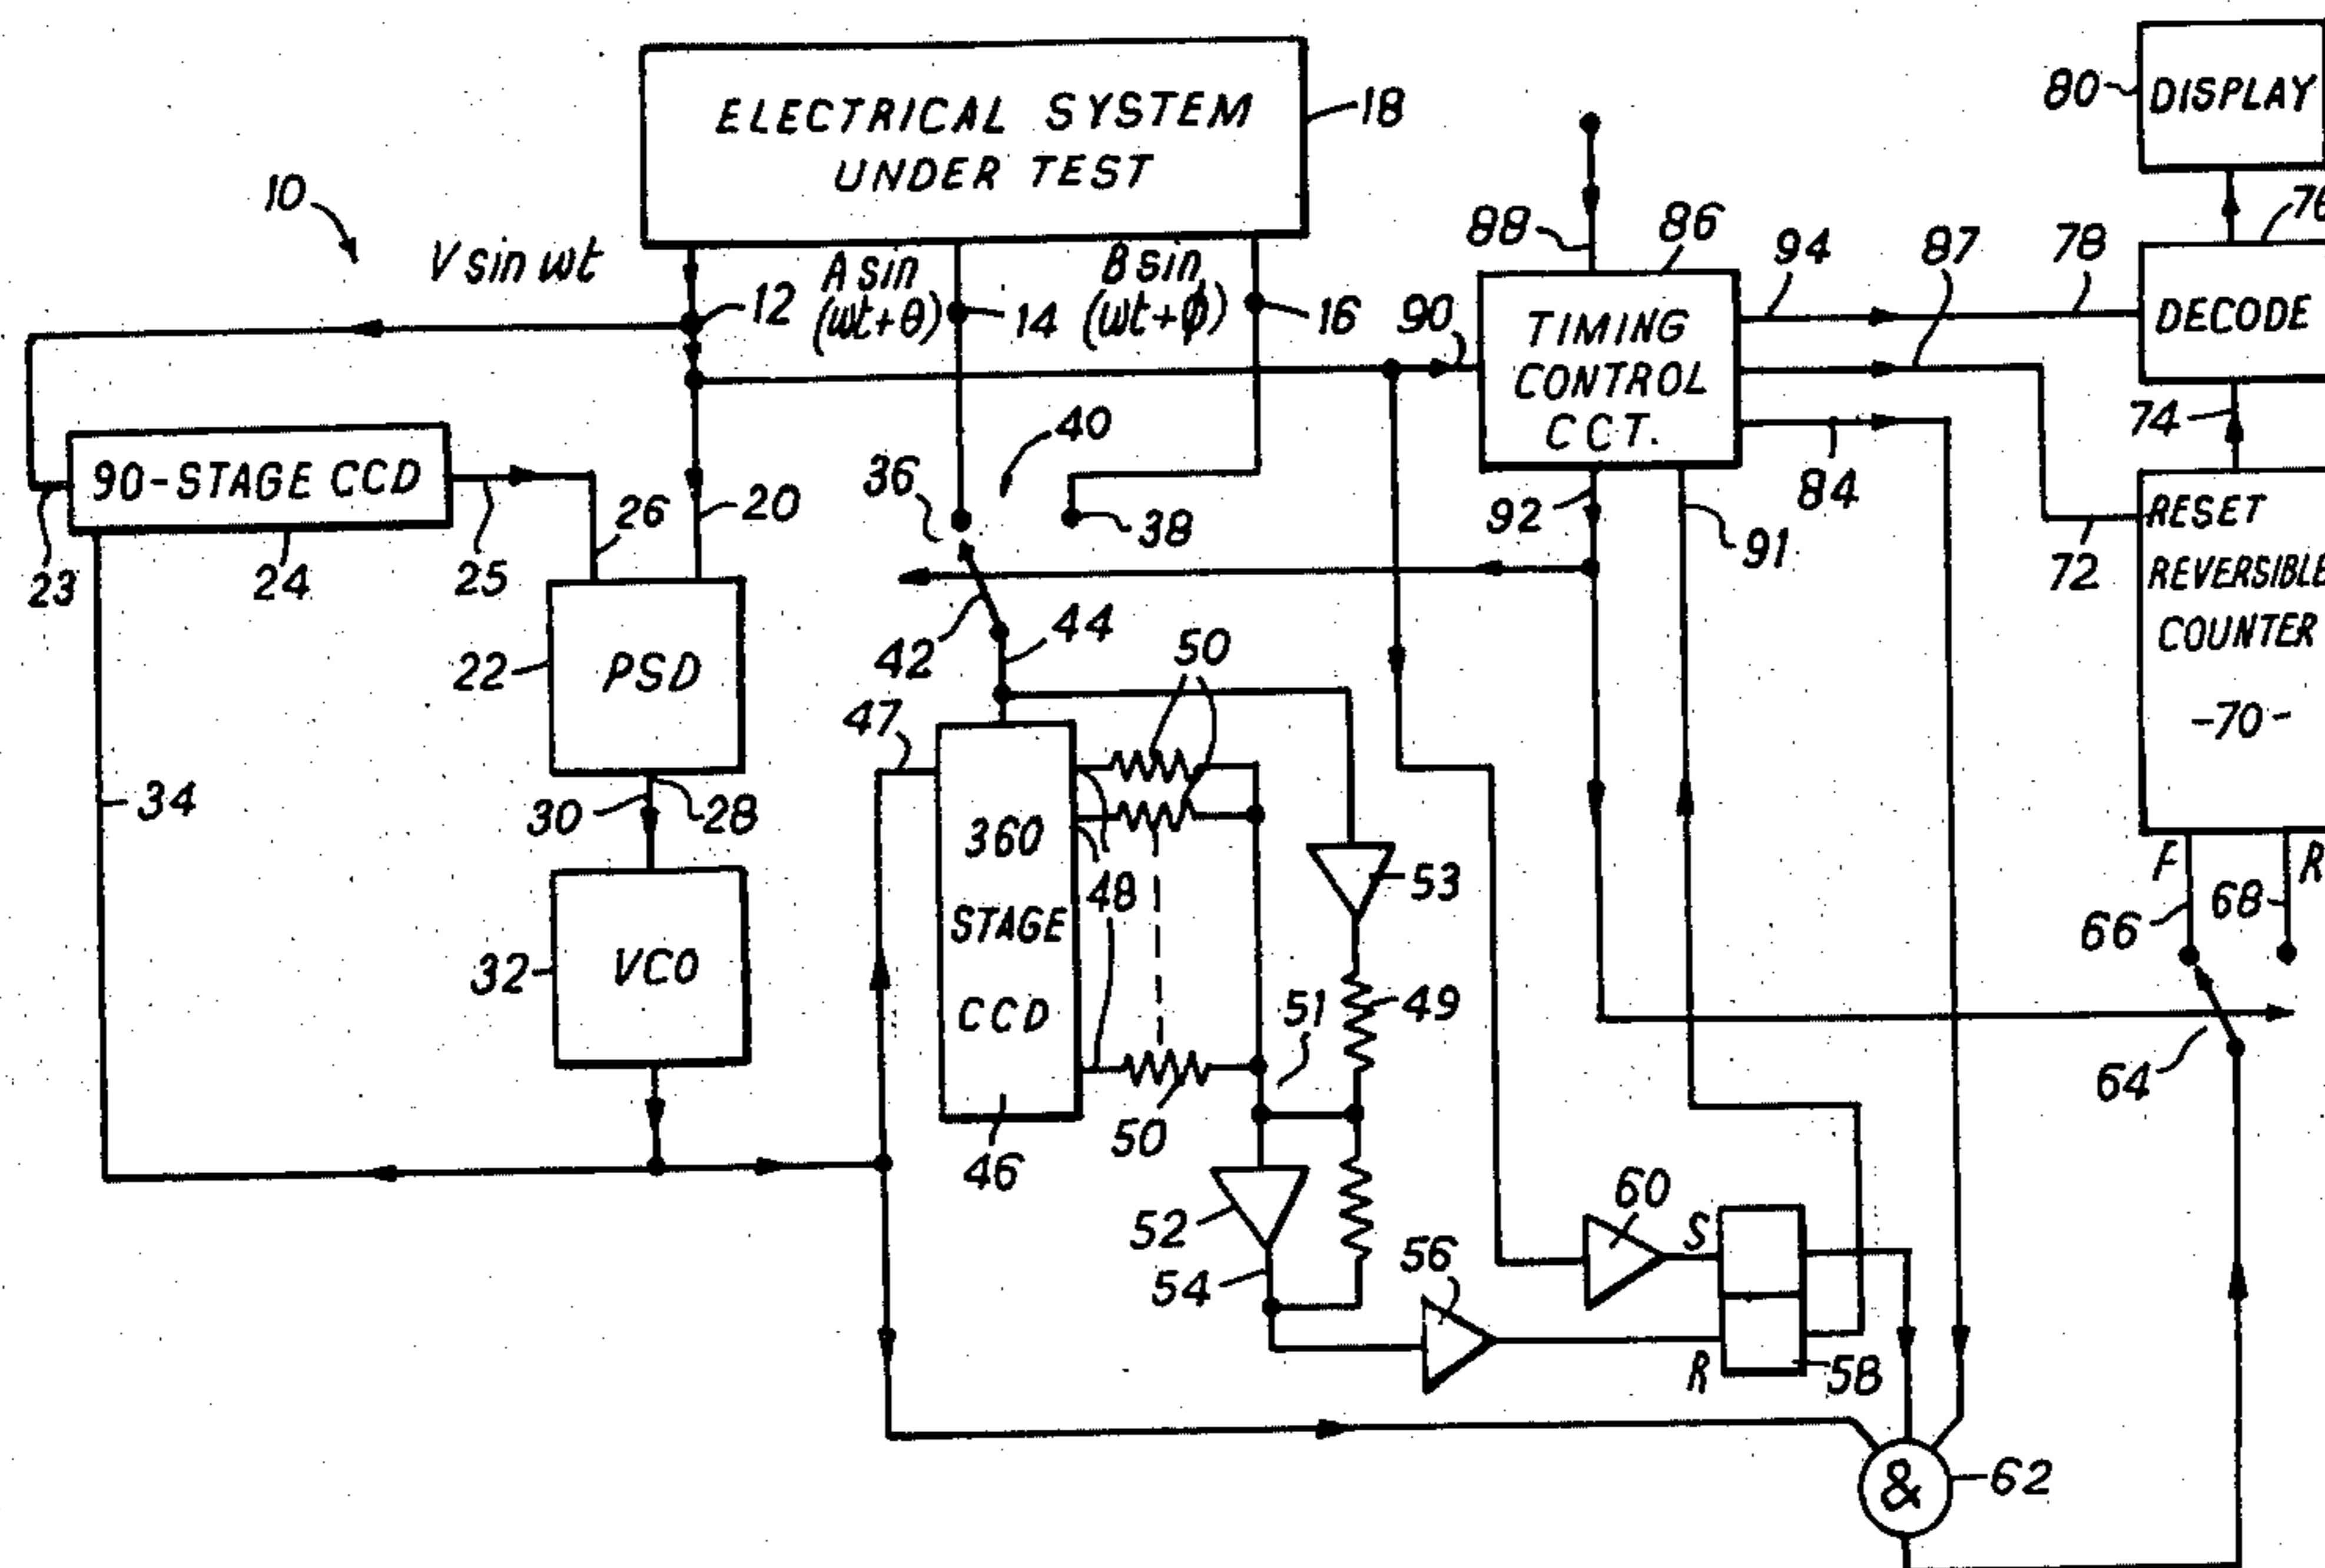 ELECTRICAL SYSTEM
UNDER TEST
18
10
V sin ωt
12
A sin
(ωt+θ)
14
B sin
(ωt+ϕ)
16
88
86
94
87
78
80
DISPLAY
76
DECODE
74
90
TIMING
CONTROL
CCT.
84
92
91
90-STAGE CCD
23
24
25
26
20
36
40
38
42
44
22
PSD
30
28
32
VCO
34
47
50
360
STAGE
CCD
46
48
50
51
53
49
52
54
56
60
S
R
58
62
&
64
66
68
F
R
72
RESET
REVERSIBLE
COUNTER
-70-